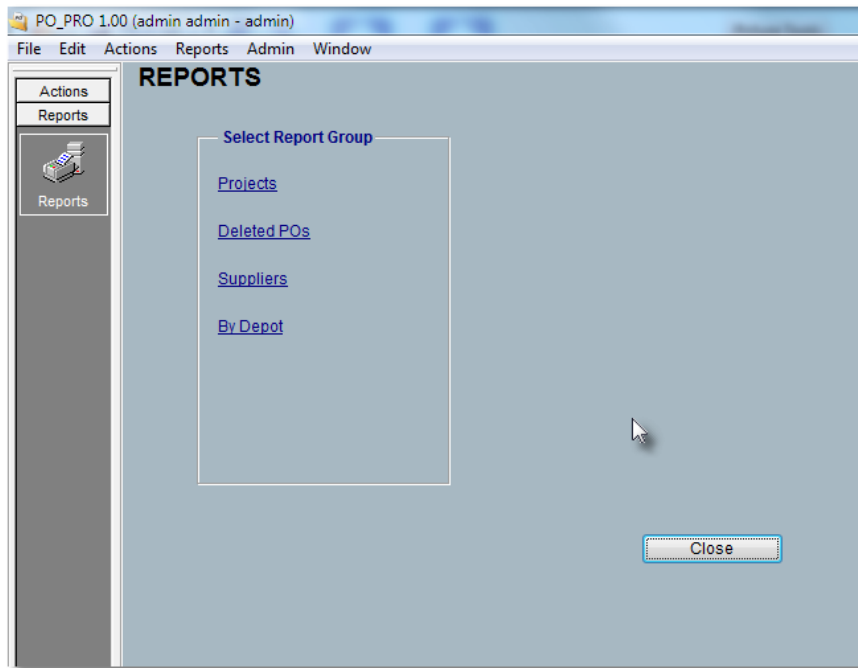 PO_PRO 1.00 (admin admin - admin)
File Edit Actions Reports Admin Window
REPORTS
Actions
Reports
Reports
Select Report Group
Projects
Deleted POs
Suppliers
By Depot
Close